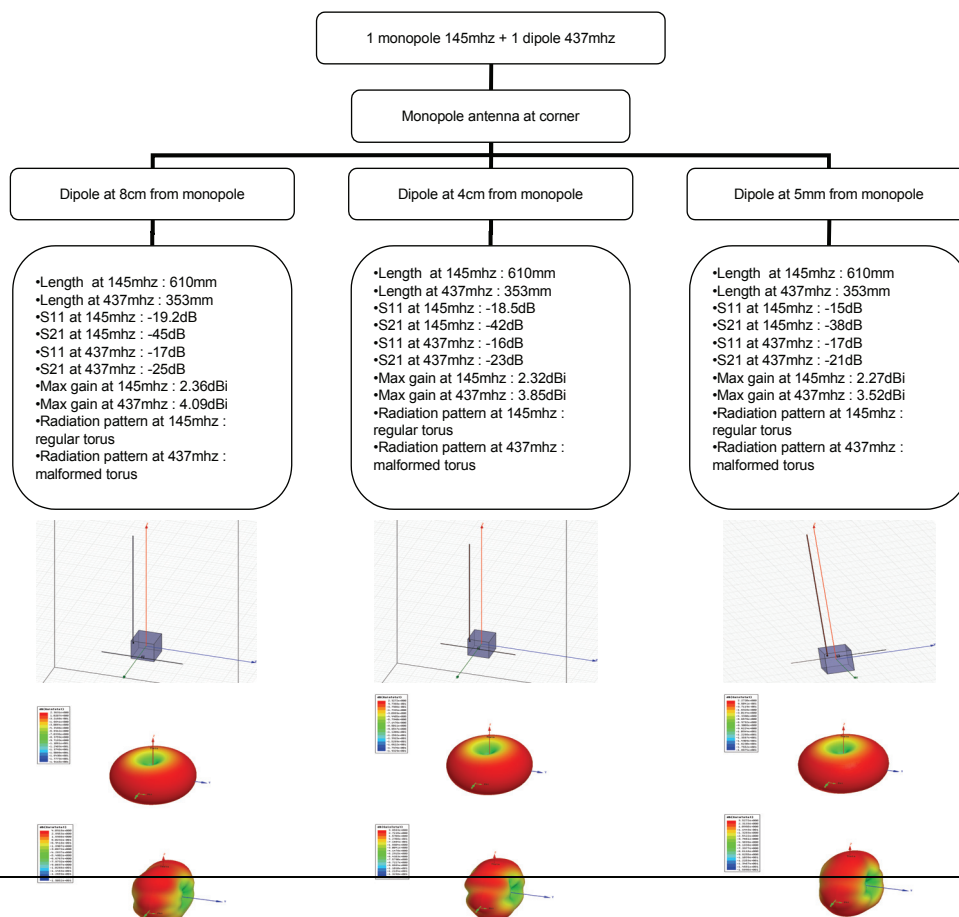 1 monopole 145mhz + 1 dipole 437mhz
Monopole antenna at corner
Dipole at 8cm from monopole
Dipole at 4cm from monopole
Dipole at 5mm from monopole
•Length at 145mhz : 610mm
•Length at 437mhz : 353mm
•S11 at 145mhz : -19.2dB
•S21 at 145mhz : -45dB
•S11 at 437mhz : -17dB
•S21 at 437mhz : -25dB
•Max gain at 145mhz : 2.36dBi
•Max gain at 437mhz : 4.09dBi
•Radiation pattern at 145mhz :
regular torus
•Radiation pattern at 437mhz :
malformed torus
•Length at 145mhz : 610mm
•Length at 437mhz : 353mm
•S11 at 145mhz : -18.5dB
•S21 at 145mhz : -42dB
•S11 at 437mhz : -16dB
•S21 at 437mhz : -23dB
•Max gain at 145mhz : 2.32dBi
•Max gain at 437mhz : 3.85dBi
•Radiation pattern at 145mhz :
regular torus
•Radiation pattern at 437mhz :
malformed torus
•Length at 145mhz : 610mm
•Length at 437mhz : 353mm
•S11 at 145mhz : -15dB
•S21 at 145mhz : -38dB
•S11 at 437mhz : -17dB
•S21 at 437mhz : -21dB
•Max gain at 145mhz : 2.27dBi
•Max gain at 437mhz : 3.52dBi
•Radiation pattern at 145mhz :
regular torus
•Radiation pattern at 437mhz :
malformed torus